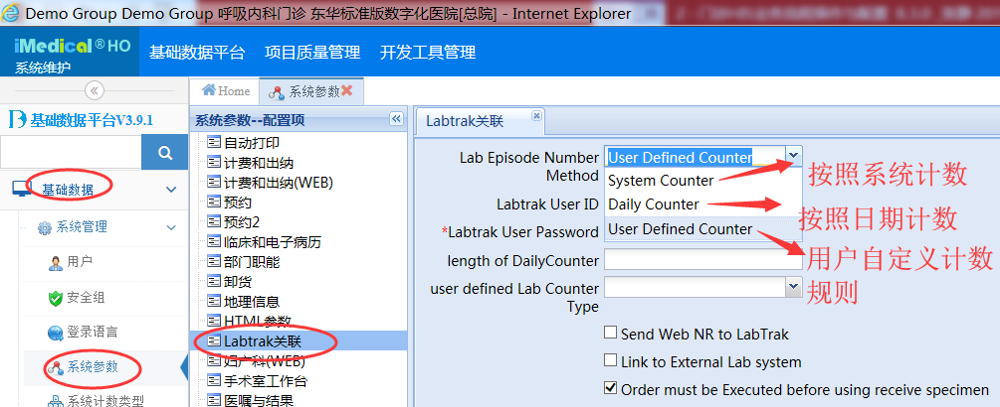 Demo Group Demo Group 呼吸内科门诊 东华标准版数字化医院[总院] - Internet Explorer
iMedical®HO
系统维护
基础数据平台 项目质量管理 开发工具管理
Home 系统参数
基础数据平台V3.9.1
基础数据
系统管理
用户
安全组
登录语言
系统参数
系统计数类型
系统参数--配置项
自动打印
计费和出纳
计费和出纳(WEB)
预约
预约2
临床和电子病历
部门职能
卸货
地理信息
HTML参数
Labtrak关联
妇产科(WEB)
手术室工作台
医嘱与结果
Labtrak关联
Lab Episode Number Method
User Defined Counter
System Counter
按照系统计数
Labtrak User ID
Daily Counter
按照日期计数
*Labtrak User Password
User Defined Counter
用户自定义计数
规则
length of DailyCounter
user defined Lab Counter
Type
Send Web NR to LabTrak
Link to External Lab system
Order must be Executed before using receive specimen